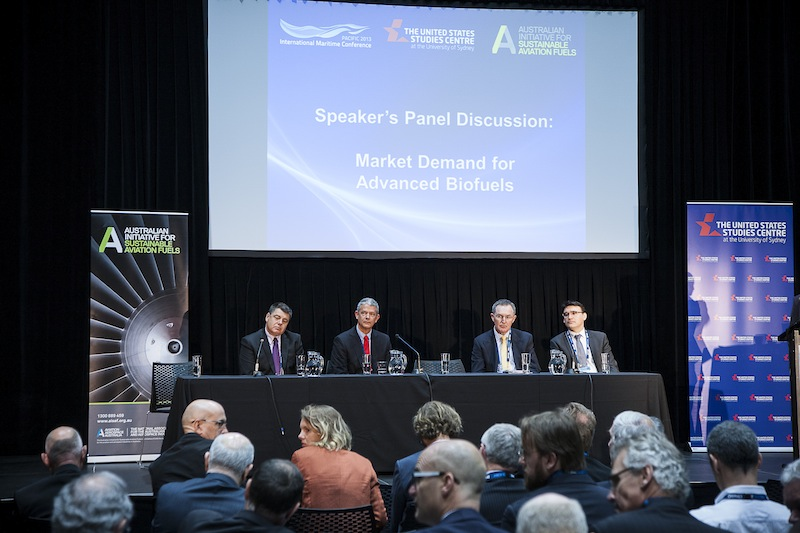 PACIFIC 2013
International Maritime Conference
THE UNITED STATES
STUDIES CENTRE
at the University of Sydney
AUSTRALIAN
INITIATIVE FOR
SUSTAINABLE
AVIATION FUELS
Speaker's Panel Discussion:
Market Demand for
Advanced Biofuels
AUSTRALIAN
INITIATIVE FOR
SUSTAINABLE
AVIATION FUELS
1300 889 469
www.aisaf.org.au
THE UNITED STATES
STUDIES CENTRE
at the University of Sydney